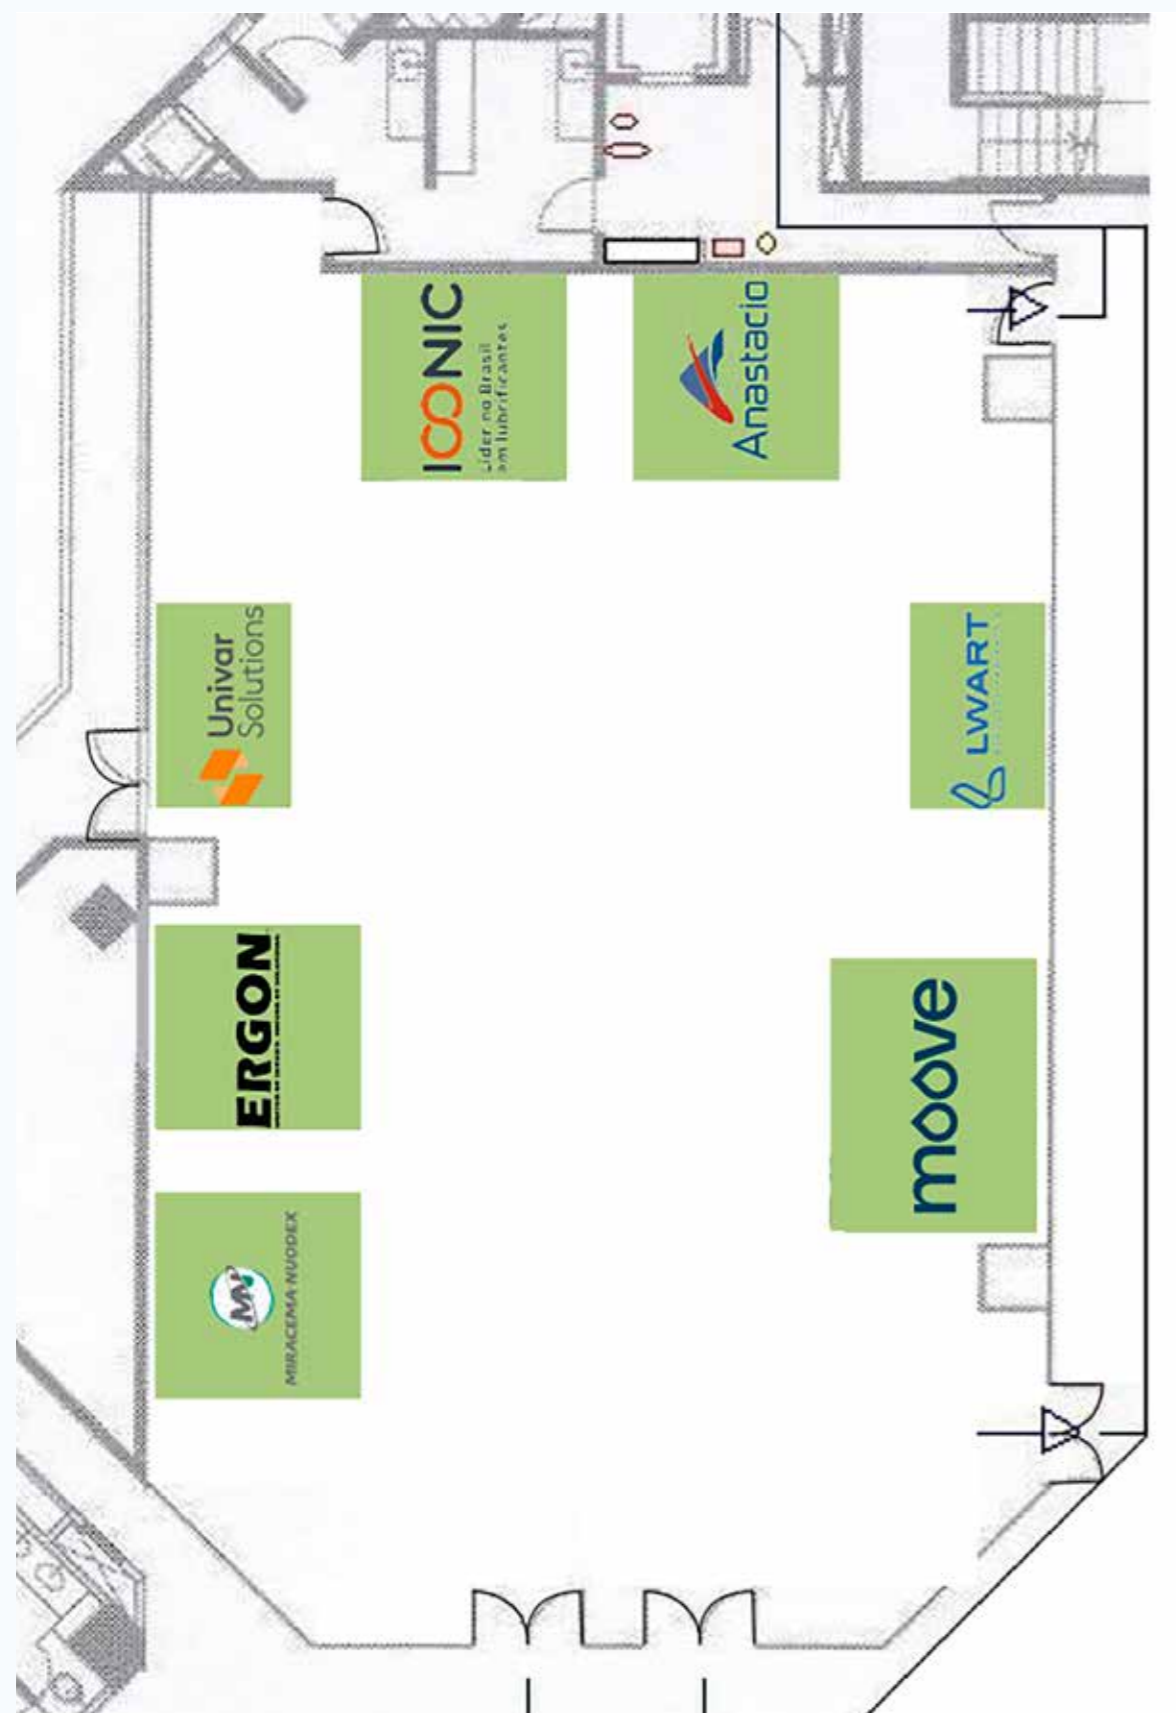 ICONIC
Líder no Brasil
em lubrificantes
Anastacio
Univar
Solutions
LWART
ERGON
moove
MIRACEMA-NUODEX